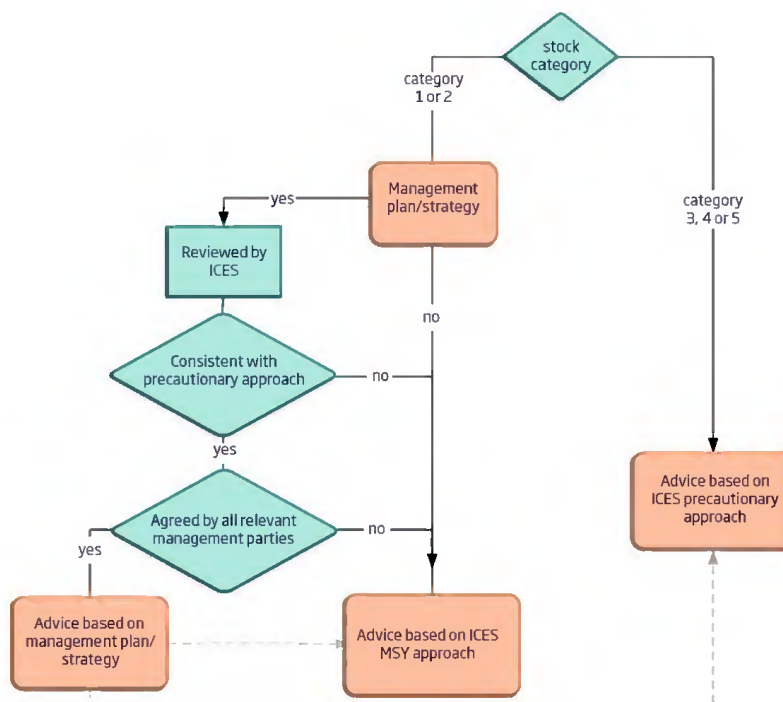 stock
category
category
1 or 2
Management
plan/strategy
yes
category
3, 4 or 5
Reviewed by
ICES
no
Consistent with
precautionary approach
no
yes
Advice based on
ICES precautionary
approach
Agreed by all relevant
management parties
no
yes
Advice based on
management plan/
strategy
Advice based on ICES
MSY approach